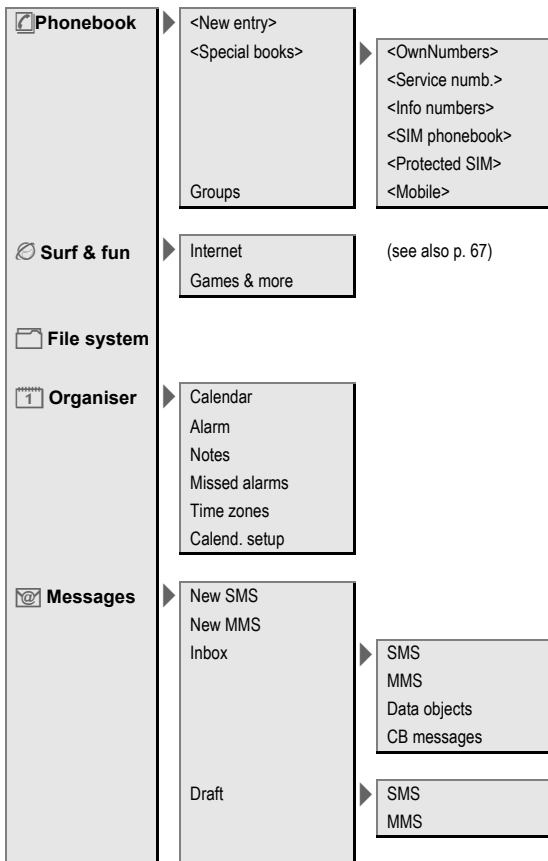 Phonebook
<New entry>
<Special books>
<OwnNumbers>
<Service numb.>
<Info numbers>
<SIM phonebook>
<Protected SIM>
Groups
<Mobile>
Surf & fun
Internet
(see also p. 67)
Games & more
File system
1 Organiser
Calendar
Alarm
Notes
Missed alarms
Time zones
Calend. setup
@ Messages
New SMS
New MMS
Inbox
SMS
MMS
Data objects
CB messages
Draft
SMS
MMS